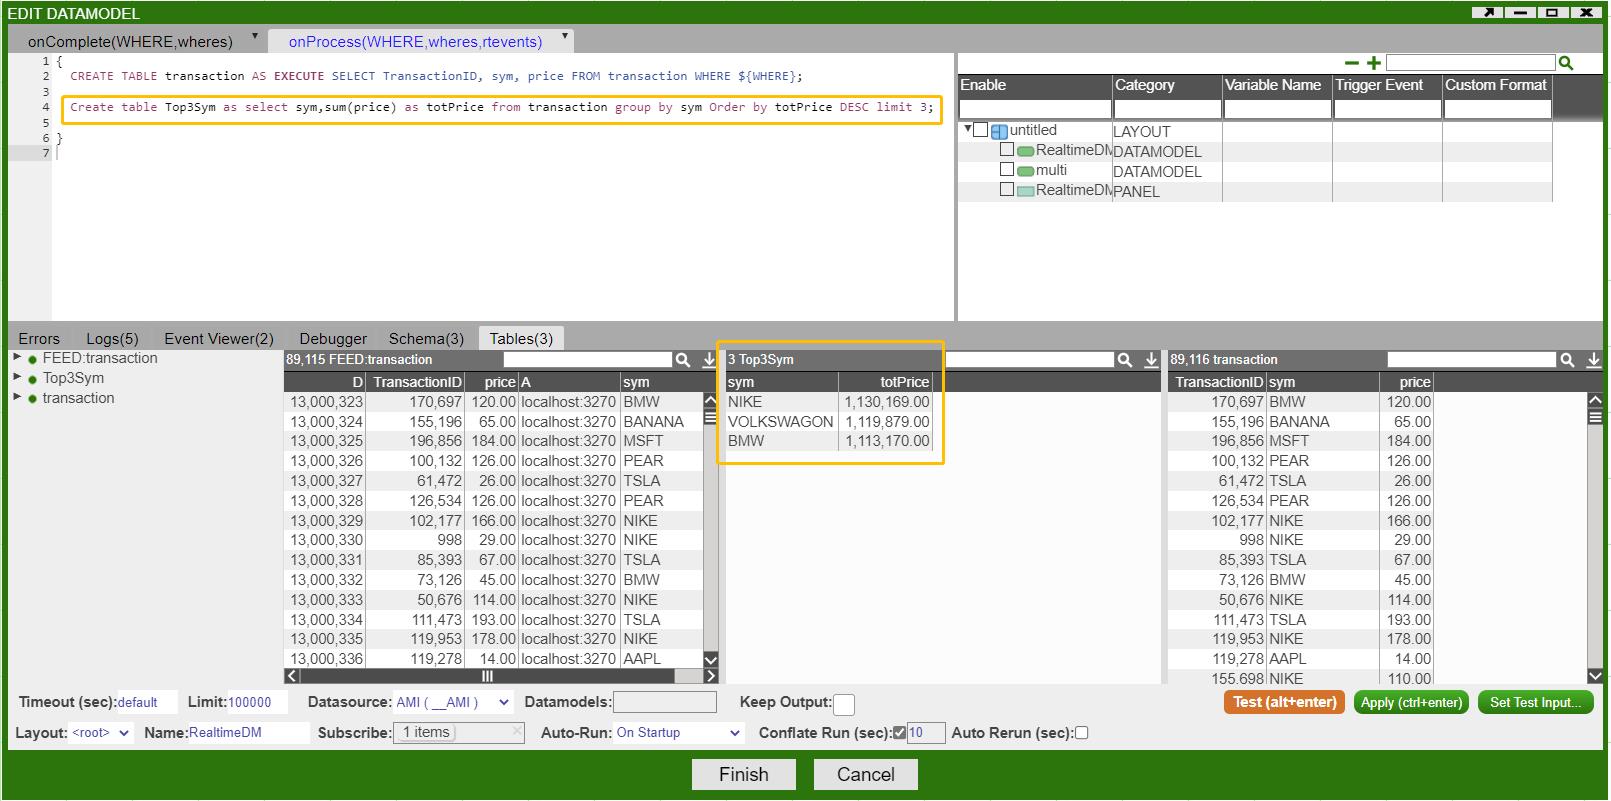 EDIT DATAMODEL
onComplete(WHERE,wheres)
onProcess(WHERE,wheres,rtevents)
1 {
2 CREATE TABLE transaction AS EXECUTE SELECT TransactionID, sym, price FROM transaction WHERE ${WHERE};
3
4 Create table Top3Sym as select sym,sum(price) as totPrice from transaction group by sym Order by totPrice DESC limit 3;
5
6 }
7
Enable Category Variable Name Trigger Event Custom Format
untitled LAYOUT
RealtimeDM DATAMODEL
multi DATAMODEL
RealtimeDM PANEL
Errors Logs(5) Event Viewer(2) Debugger Schema(3) Tables(3)
FEED:transaction
Top3Sym
transaction
89,115 FEED:transaction
D TransactionID price A sym
13,000,323 170,697 120.00 localhost:3270 BMW
13,000,324 155,196 65.00 localhost:3270 BANANA
13,000,325 196,856 184.00 localhost:3270 MSFT
13,000,326 100,132 126.00 localhost:3270 PEAR
13,000,327 61,472 26.00 localhost:3270 TSLA
13,000,328 126,534 126.00 localhost:3270 PEAR
13,000,329 102,177 166.00 localhost:3270 NIKE
13,000,330 998 29.00 localhost:3270 NIKE
13,000,331 85,393 67.00 localhost:3270 TSLA
13,000,332 73,126 45.00 localhost:3270 BMW
13,000,333 50,676 114.00 localhost:3270 NIKE
13,000,334 111,473 193.00 localhost:3270 TSLA
13,000,335 119,953 178.00 localhost:3270 NIKE
13,000,336 119,278 14.00 localhost:3270 AAPL
3 Top3Sym
sym totPrice
NIKE 1,130,169.00
VOLKSWAGON 1,119,879.00
BMW 1,113,170.00
89,116 transaction
TransactionID sym price
170,697 BMW 120.00
155,196 BANANA 65.00
196,856 MSFT 184.00
100,132 PEAR 126.00
61,472 TSLA 26.00
126,534 PEAR 126.00
102,177 NIKE 166.00
998 NIKE 29.00
85,393 TSLA 67.00
73,126 BMW 45.00
50,676 NIKE 114.00
111,473 TSLA 193.00
119,953 NIKE 178.00
119,278 AAPL 14.00
155,698 NIKE 110.00
Timeout (sec): default Limit: 100000 Datasource: AMI ( __AMI ) Datamodels: Keep Output: Test (alt+enter) Apply (ctrl+enter) Set Test Input...
Layout: <root> Name: RealtimeDM Subscribe: 1 items Auto-Run: On Startup Conflate Run (sec): 10 Auto Rerun (sec):
Finish Cancel